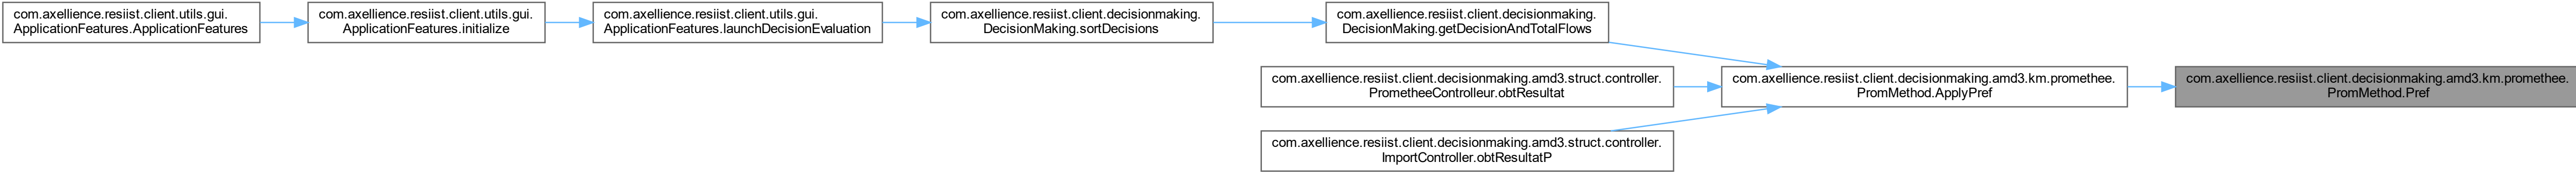 com.axellience.resiist.client.utils.gui.
ApplicationFeatures.ApplicationFeatures
com.axellience.resiist.client.utils.gui.
ApplicationFeatures.initialize
com.axellience.resiist.client.utils.gui.
ApplicationFeatures.launchDecisionEvaluation
com.axellience.resiist.client.decisionmaking.
DecisionMaking.sortDecisions
com.axellience.resiist.client.decisionmaking.
DecisionMaking.getDecisionAndTotalFlows
com.axellience.resiist.client.decisionmaking.amd3.struct.controller.
PrometheeControlleur.obtResultat
com.axellience.resiist.client.decisionmaking.amd3.struct.controller.
ImportController.obtResultatP
com.axellience.resiist.client.decisionmaking.amd3.km.promethee.
PromMethod.ApplyPref
com.axellience.resiist.client.decisionmaking.amd3.km.promethee.
PromMethod.Pref